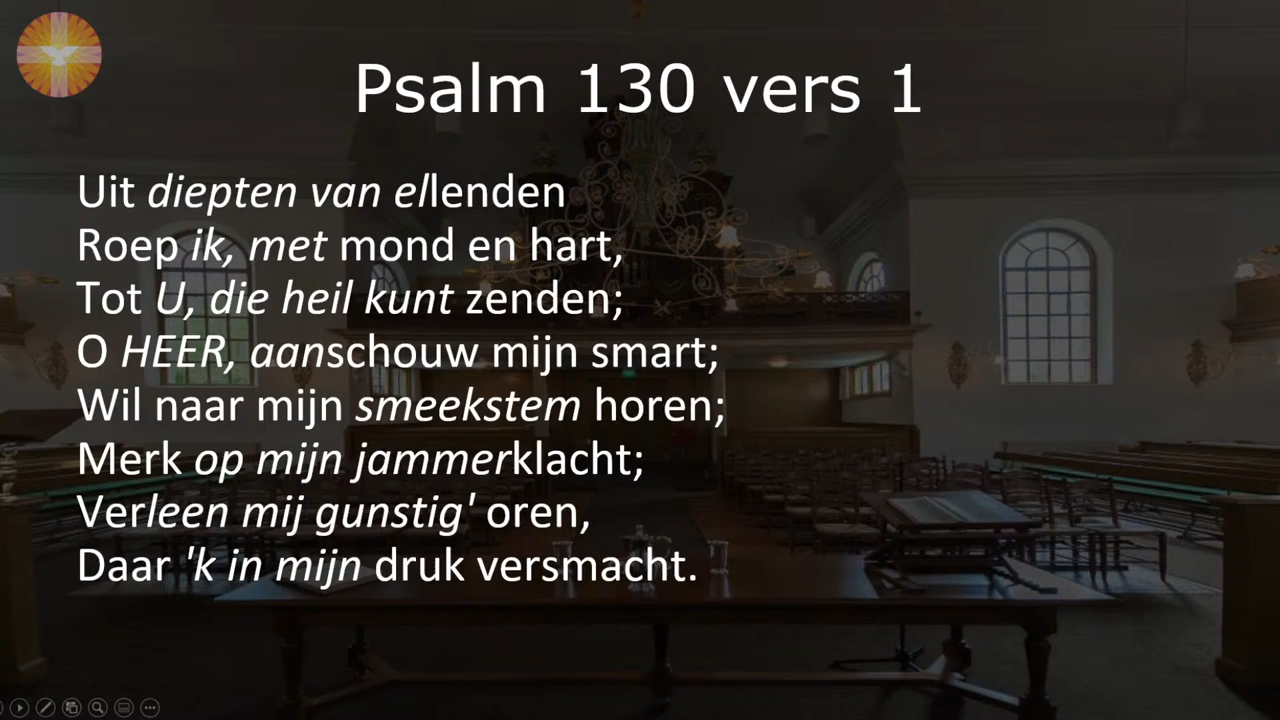 Psalm 130 vers 1
Uit diepten van ellenden
Roep ik, met mond en hart,
Tot U, die heil kunt zenden;
O HEER, aanschouw mijn smart;
Wil naar mijn smeekstem horen;
Merk op mijn jammerklacht;
Verleen mij gunstig' oren,
Daar 'k in mijn druk versmacht.